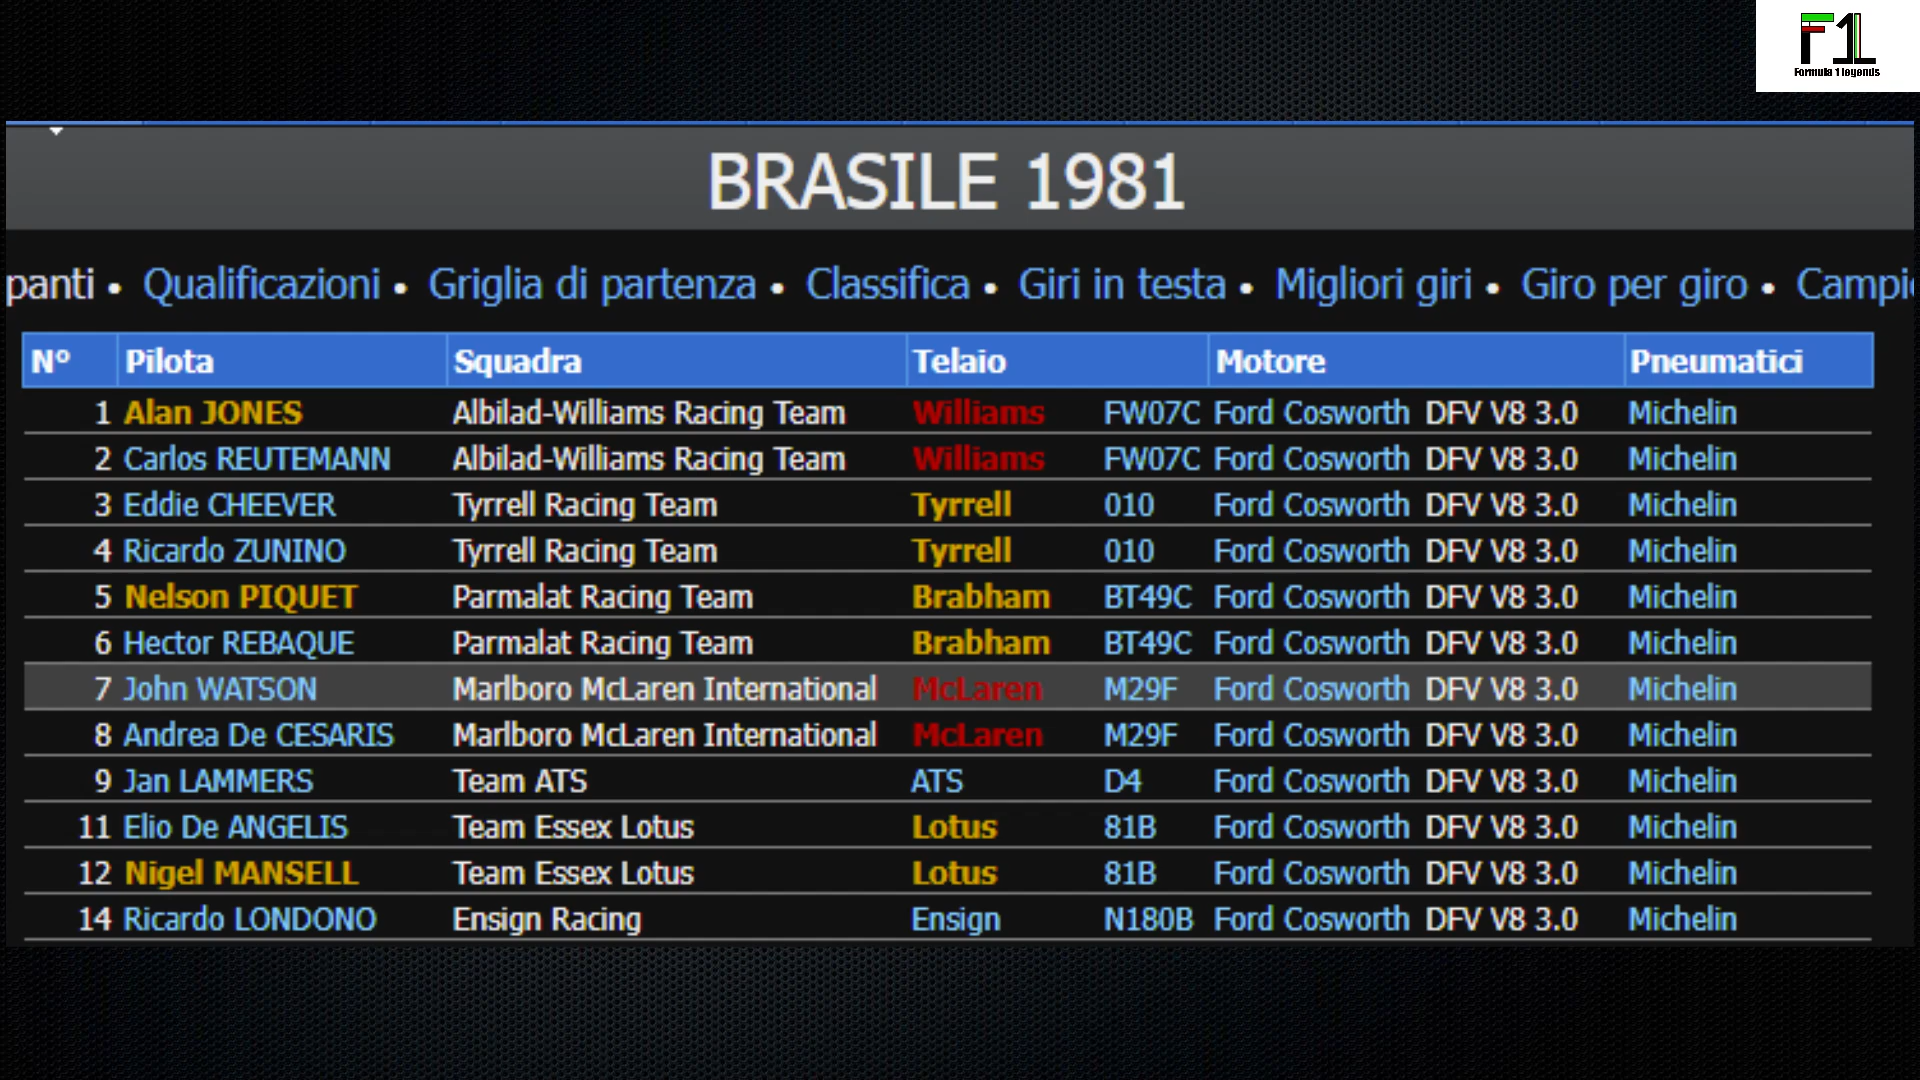 F1
Formula 1 legends
BRASILE 1981
panti • Qualificazioni • Griglia di partenza • Classifica • Giri in testa • Migliori giri • Giro per giro • Campi
N° Pilota Squadra Telaio Motore Pneumatici
1 Alan JONES Albilad-Williams Racing Team Williams FW07C Ford Cosworth DFV V8 3.0 Michelin
2 Carlos REUTEMANN Albilad-Williams Racing Team Williams FW07C Ford Cosworth DFV V8 3.0 Michelin
3 Eddie CHEEVER Tyrrell Racing Team Tyrrell 010 Ford Cosworth DFV V8 3.0 Michelin
4 Ricardo ZUNINO Tyrrell Racing Team Tyrrell 010 Ford Cosworth DFV V8 3.0 Michelin
5 Nelson PIQUET Parmalat Racing Team Brabham BT49C Ford Cosworth DFV V8 3.0 Michelin
6 Hector REBAQUE Parmalat Racing Team Brabham BT49C Ford Cosworth DFV V8 3.0 Michelin
7 John WATSON Marlboro McLaren International McLaren M29F Ford Cosworth DFV V8 3.0 Michelin
8 Andrea De CESARIS Marlboro McLaren International McLaren M29F Ford Cosworth DFV V8 3.0 Michelin
9 Jan LAMMERS Team ATS ATS D4 Ford Cosworth DFV V8 3.0 Michelin
11 Elio De ANGELIS Team Essex Lotus Lotus 81B Ford Cosworth DFV V8 3.0 Michelin
12 Nigel MANSELL Team Essex Lotus Lotus 81B Ford Cosworth DFV V8 3.0 Michelin
14 Ricardo LONDONO Ensign Racing Ensign N180B Ford Cosworth DFV V8 3.0 Michelin